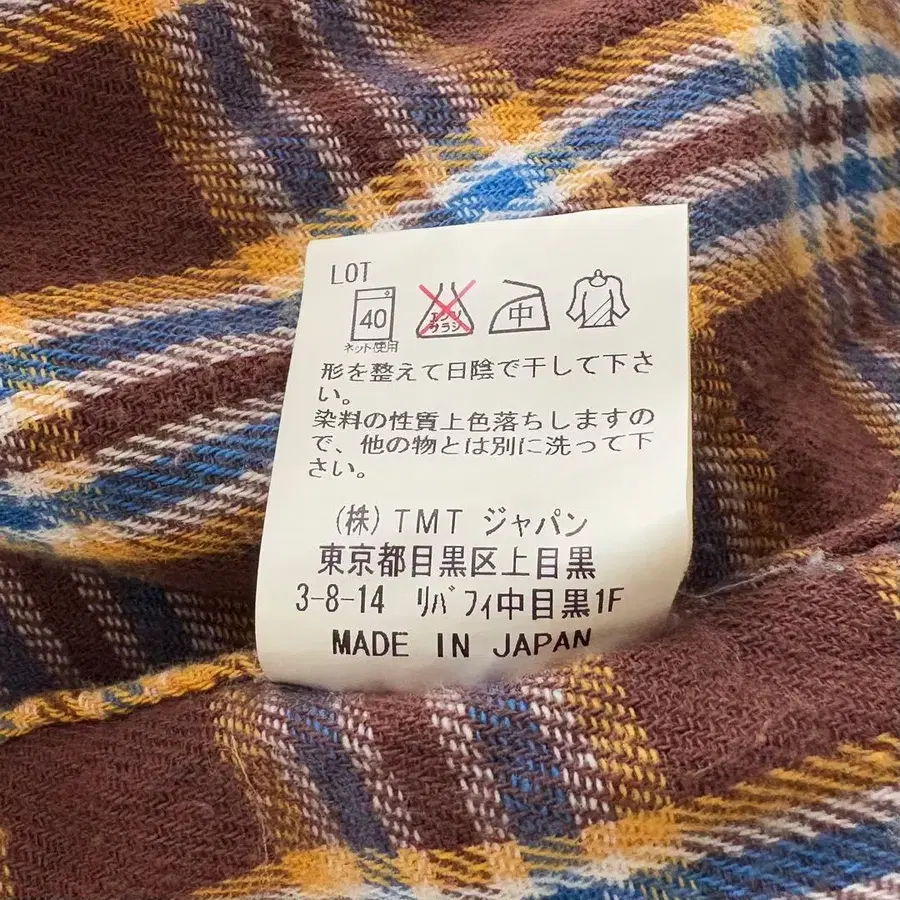 LOT
40
エンソ
サラシ
中
ネット使用
形を整えて日陰で干して下さ
い。
染料の性質上色落ちしますの
で、他の物とは別に洗って下
さい。
(株) TMT ジャパン
東京都目黒区上目黒
3-8-14 リバフィ中目黒1F
MADE IN JAPAN